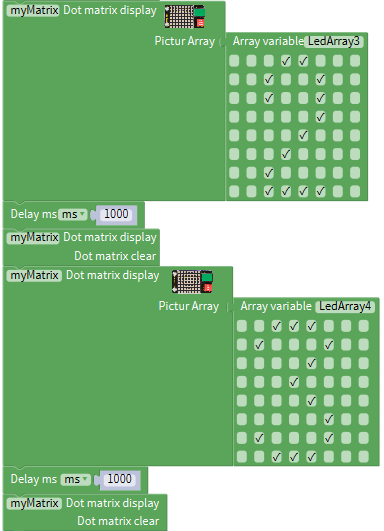 myMatrix Dot matrix display
Pictur Array Array variable LedArray3
Delay ms ms 1000
myMatrix Dot matrix display
Dot matrix clear
myMatrix Dot matrix display
Pictur Array Array variable LedArray4
Delay ms ms 1000
myMatrix Dot matrix display
Dot matrix clear